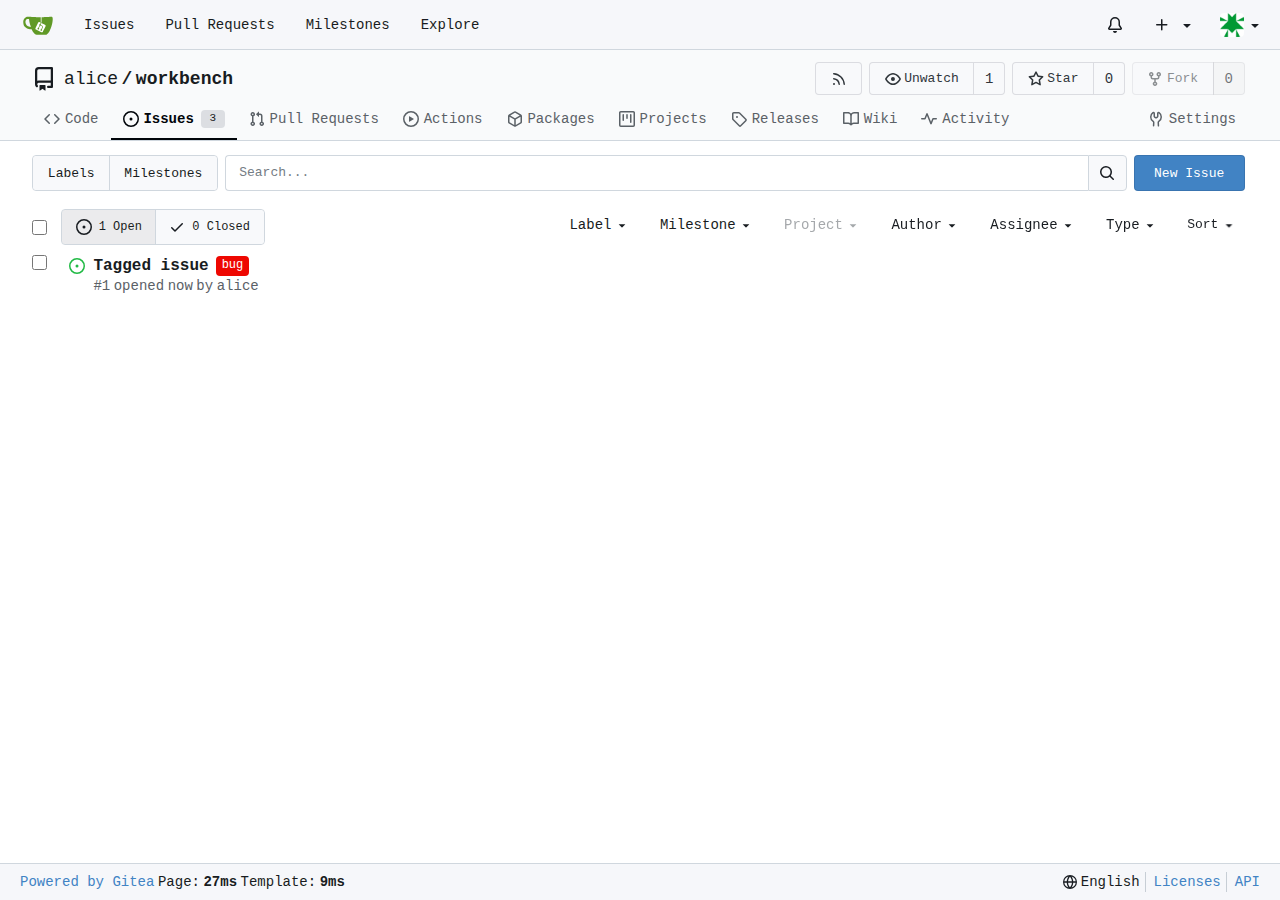 Issues Pull Requests Milestones Explore
alice / workbench
Unwatch 1 Star 0 Fork 0
Code Issues 3 Pull Requests Actions Packages Projects Releases Wiki Activity Settings
Labels Milestones Search... New Issue
1 Open 0 Closed Label Milestone Project Author Assignee Type Sort
Tagged issue bug
#1 opened now by alice
Powered by Gitea Page: 27ms Template: 9ms English Licenses API